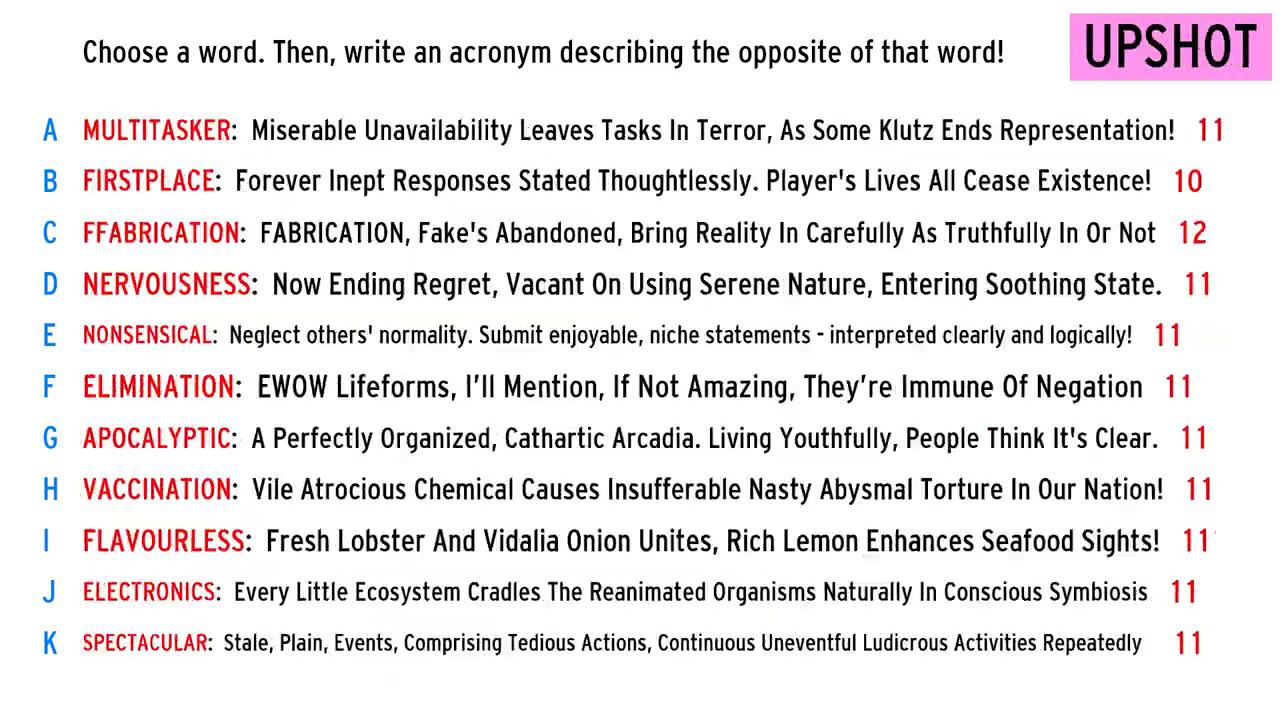 Choose a word. Then, write an acronym describing the opposite of that word!
UPSHOT
A MULTITASKER: Miserable Unavailability Leaves Tasks In Terror, As Some Klutz Ends Representation! 11
B FIRSTPLACE: Forever Inept Responses Stated Thoughtlessly. Player's Lives All Cease Existence! 10
C FFABRICATION: FABRICATION, Fake's Abandoned, Bring Reality In Carefully As Truthfully In Or Not 12
D NERVOUSNESS: Now Ending Regret, Vacant On Using Serene Nature, Entering Soothing State. 11
E NONSENSICAL: Neglect others' normality. Submit enjoyable, niche statements - interpreted clearly and logically! 11
F ELIMINATION: EWOW Lifeforms, I’ll Mention, If Not Amazing, They’re Immune Of Negation 11
G APOCALYPTIC: A Perfectly Organized, Cathartic Arcadia. Living Youthfully, People Think It's Clear. 11
H VACCINATION: Vile Atrocious Chemical Causes Insufferable Nasty Abysmal Torture In Our Nation! 11
I FLAVOURLESS: Fresh Lobster And Vidalia Onion Unites, Rich Lemon Enhances Seafood Sights! 11
J ELECTRONICS: Every Little Ecosystem Cradles The Reanimated Organisms Naturally In Conscious Symbiosis 11
K SPECTACULAR: Stale, Plain, Events, Comprising Tedious Actions, Continuous Uneventful Ludicrous Activities Repeatedly 11